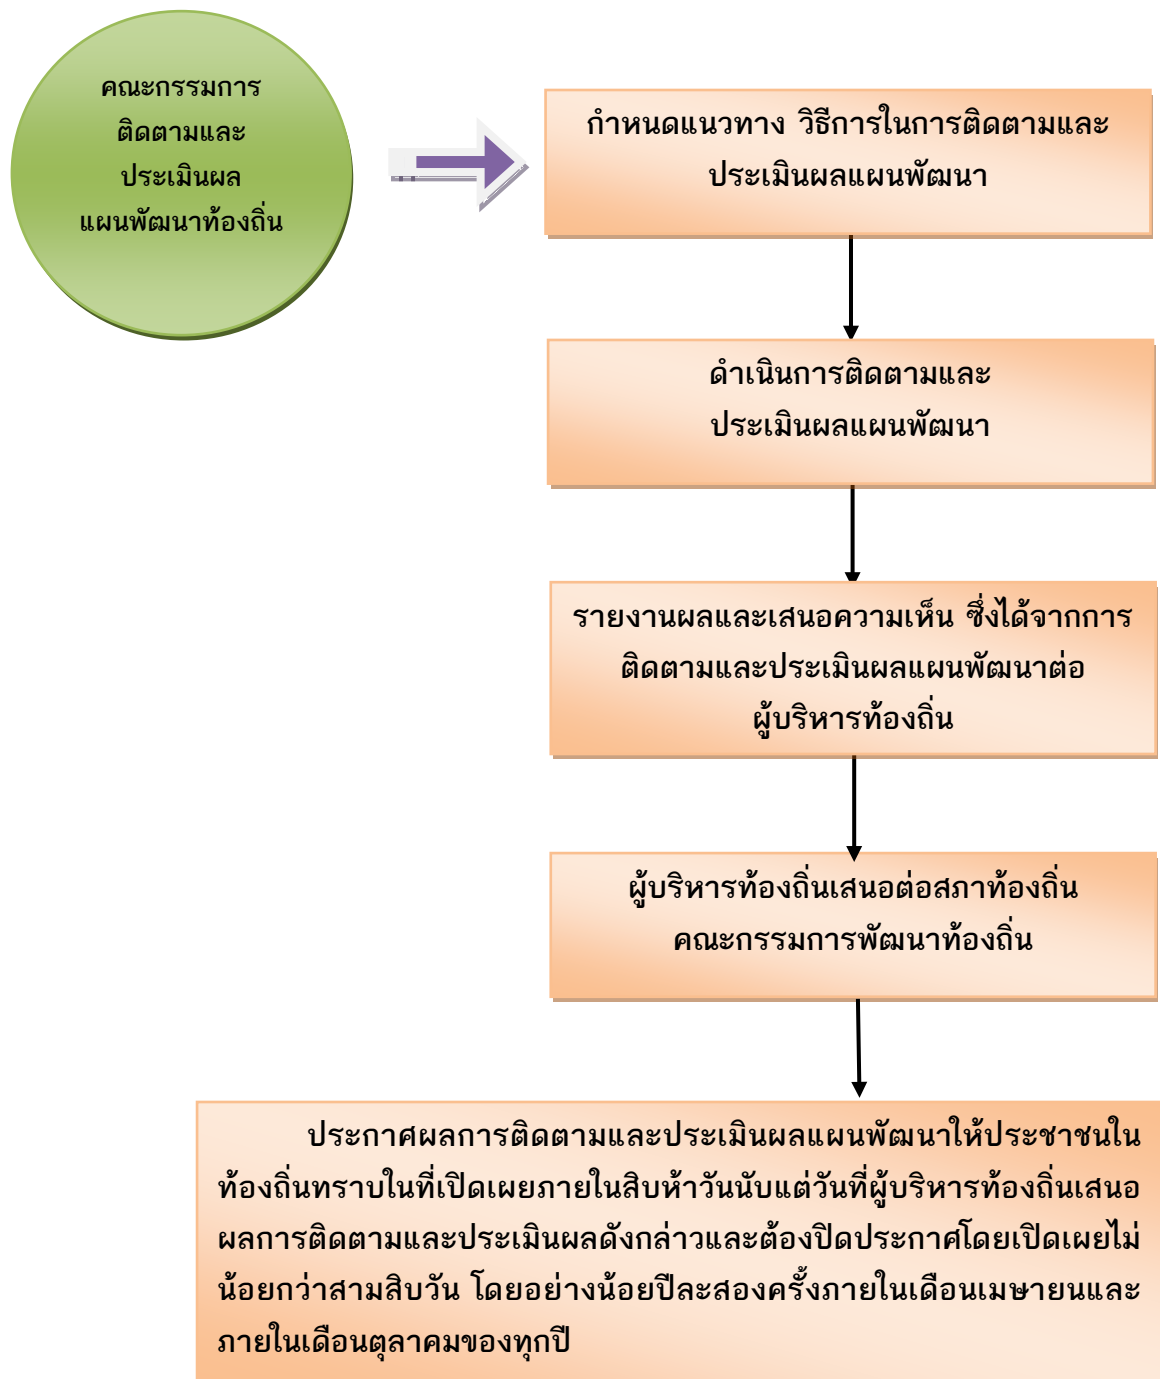 คณะกรรมการ
ติดตามและ
ประเมินผล
แผนพัฒนาท้องถิ่น
กำหนดแนวทาง วิธีการในการติดตามและ
ประเมินผลแผนพัฒนา
ดำเนินการติดตามและ
ประเมินผลแผนพัฒนา
รายงานผลและเสนอความเห็น ซึ่งได้จากการ
ติดตามและประเมินผลแผนพัฒนาต่อ
ผู้บริหารท้องถิ่น
ผู้บริหารท้องถิ่นเสนอต่อสภาท้องถิ่น
คณะกรรมการพัฒนาท้องถิ่น
ประกาศผลการติดตามและประเมินผลแผนพัฒนาให้ประชาชนใน
ท้องถิ่นทราบในที่เปิดเผยภายในสิบห้าวันนับแต่วันที่ผู้บริหารท้องถิ่นเสนอ
ผลการติดตามและประเมินผลดังกล่าวและต้องปิดประกาศโดยเปิดเผยไม่
น้อยกว่าสามสิบวัน โดยอย่างน้อยปีละสองครั้งภายในเดือนเมษายนและ
ภายในเดือนตุลาคมของทุกปี